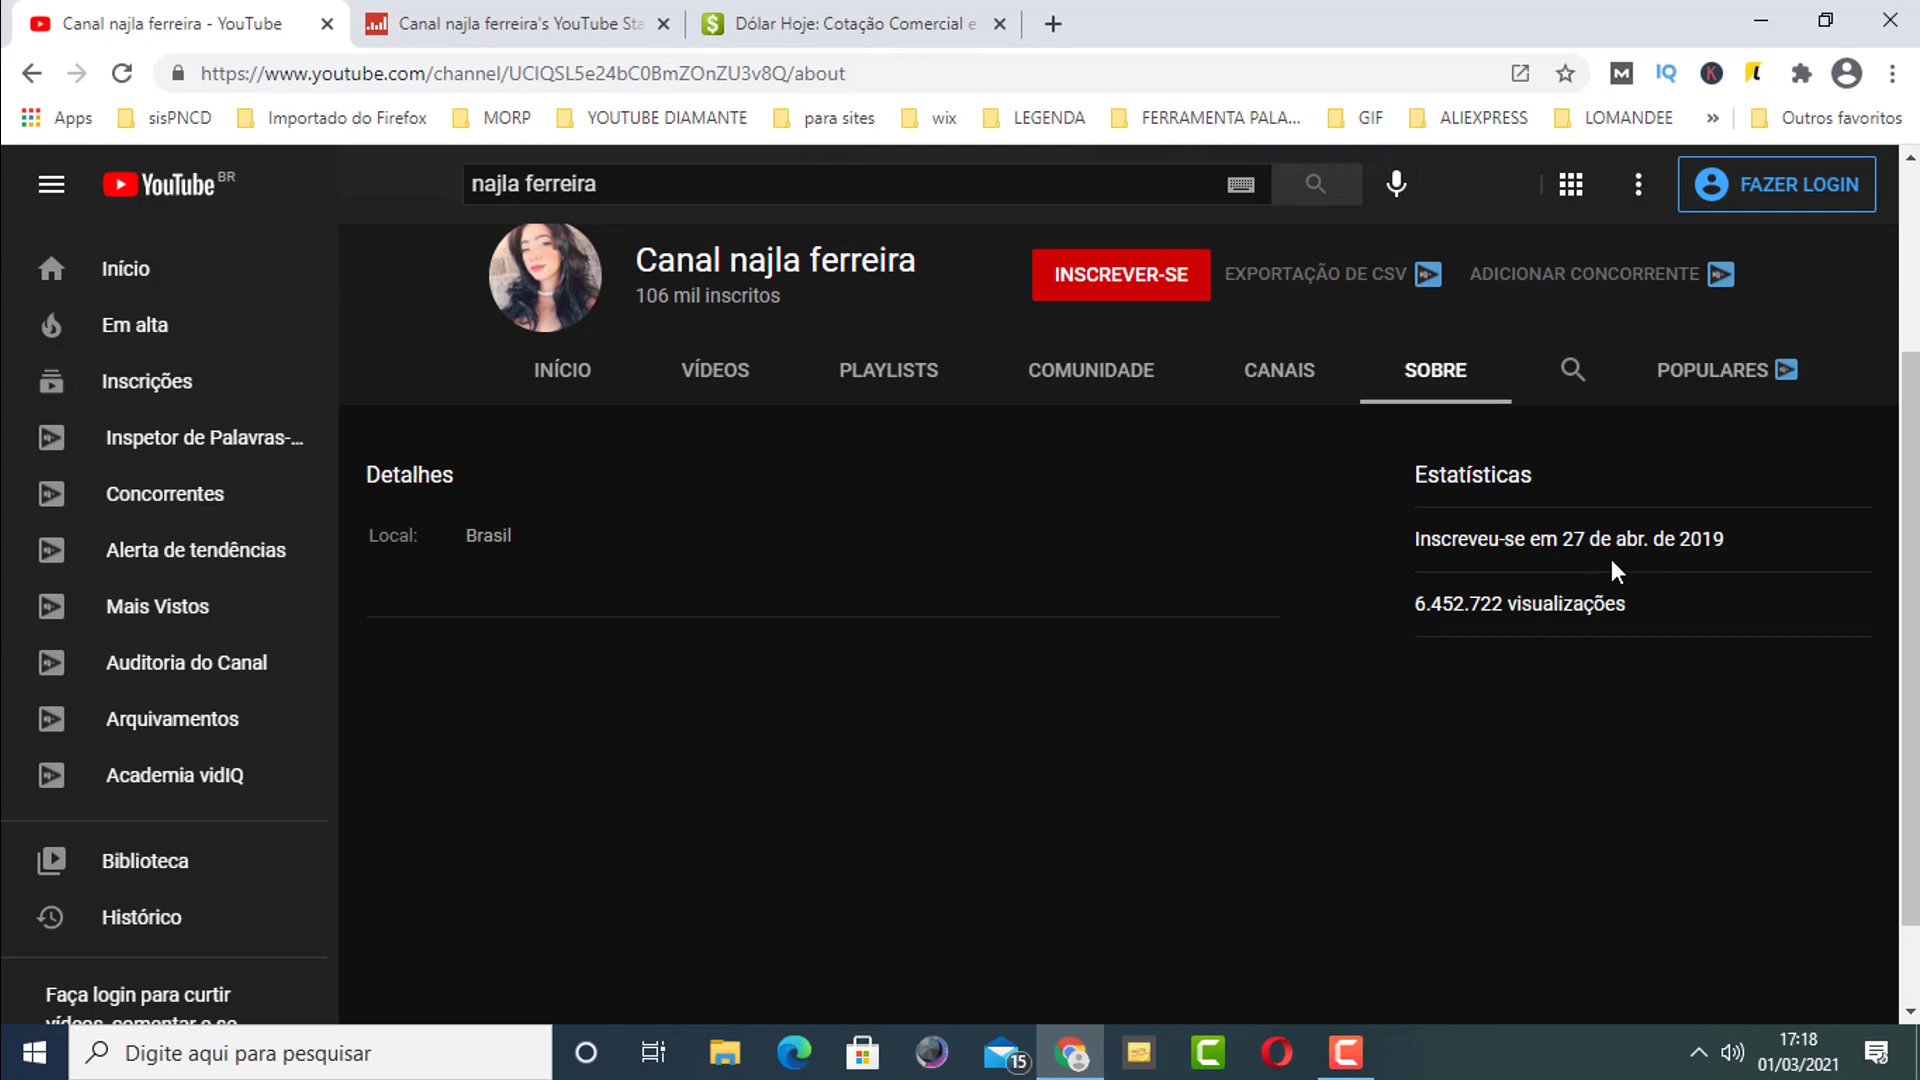 Canal najla ferreira - YouTube
Canal najla ferreira's YouTube Sta
Dólar Hoje: Cotação Comercial e
https://www.youtube.com/channel/UCIQSL5e24bC0BmZOnZU3v8Q/about
Apps
sisPNCD
Importado do Firefox
MORP
YOUTUBE DIAMANTE
para sites
wix
LEGENDA
FERRAMENTA PALA...
GIF
ALIEXPRESS
LOMANDEE
»
Outros favoritos
YouTube BR
najla ferreira
FAZER LOGIN
Canal najla ferreira
106 mil inscritos
INSCREVER-SE
EXPORTAÇÃO DE CSV
ADICIONAR CONCORRENTE
INÍCIO
VÍDEOS
PLAYLISTS
COMUNIDADE
CANAIS
SOBRE
POPULARES
Início
Em alta
Inscrições
Inspetor de Palavras-...
Concorrentes
Alerta de tendências
Mais Vistos
Auditoria do Canal
Arquivamentos
Academia vidIQ
Biblioteca
Histórico
Faça login para curtir
vídeos, comentar e se
Detalhes
Local: Brasil
Estatísticas
Inscreveu-se em 27 de abr. de 2019
6.452.722 visualizações
Digite aqui para pesquisar
15
17:18
01/03/2021